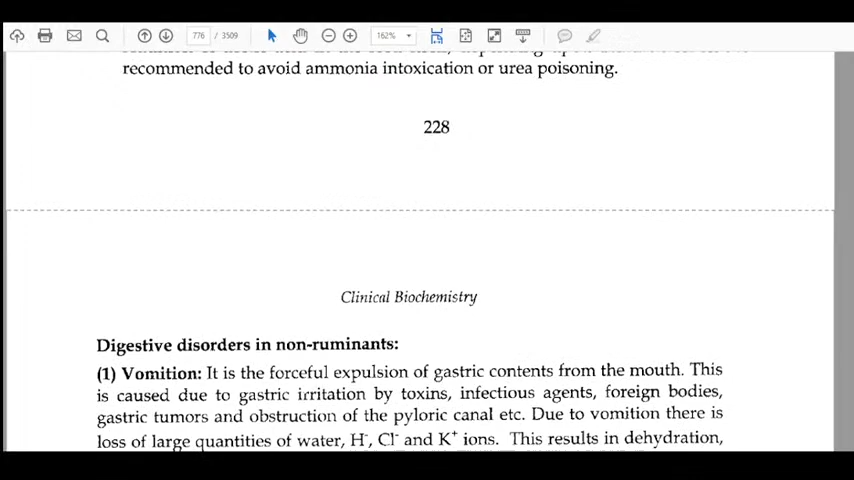 776 / 3509 162%
recommended to avoid ammonia intoxication or urea poisoning.
228
Clinical Biochemistry
Digestive disorders in non-ruminants:
(1) Vomition: It is the forceful expulsion of gastric contents from the mouth. This
is caused due to gastric irritation by toxins, infectious agents, foreign bodies,
gastric tumors and obstruction of the pyloric canal etc. Due to vomition there is
loss of large quantities of water, H⁻, Cl⁻ and K⁺ ions. This results in dehydration,